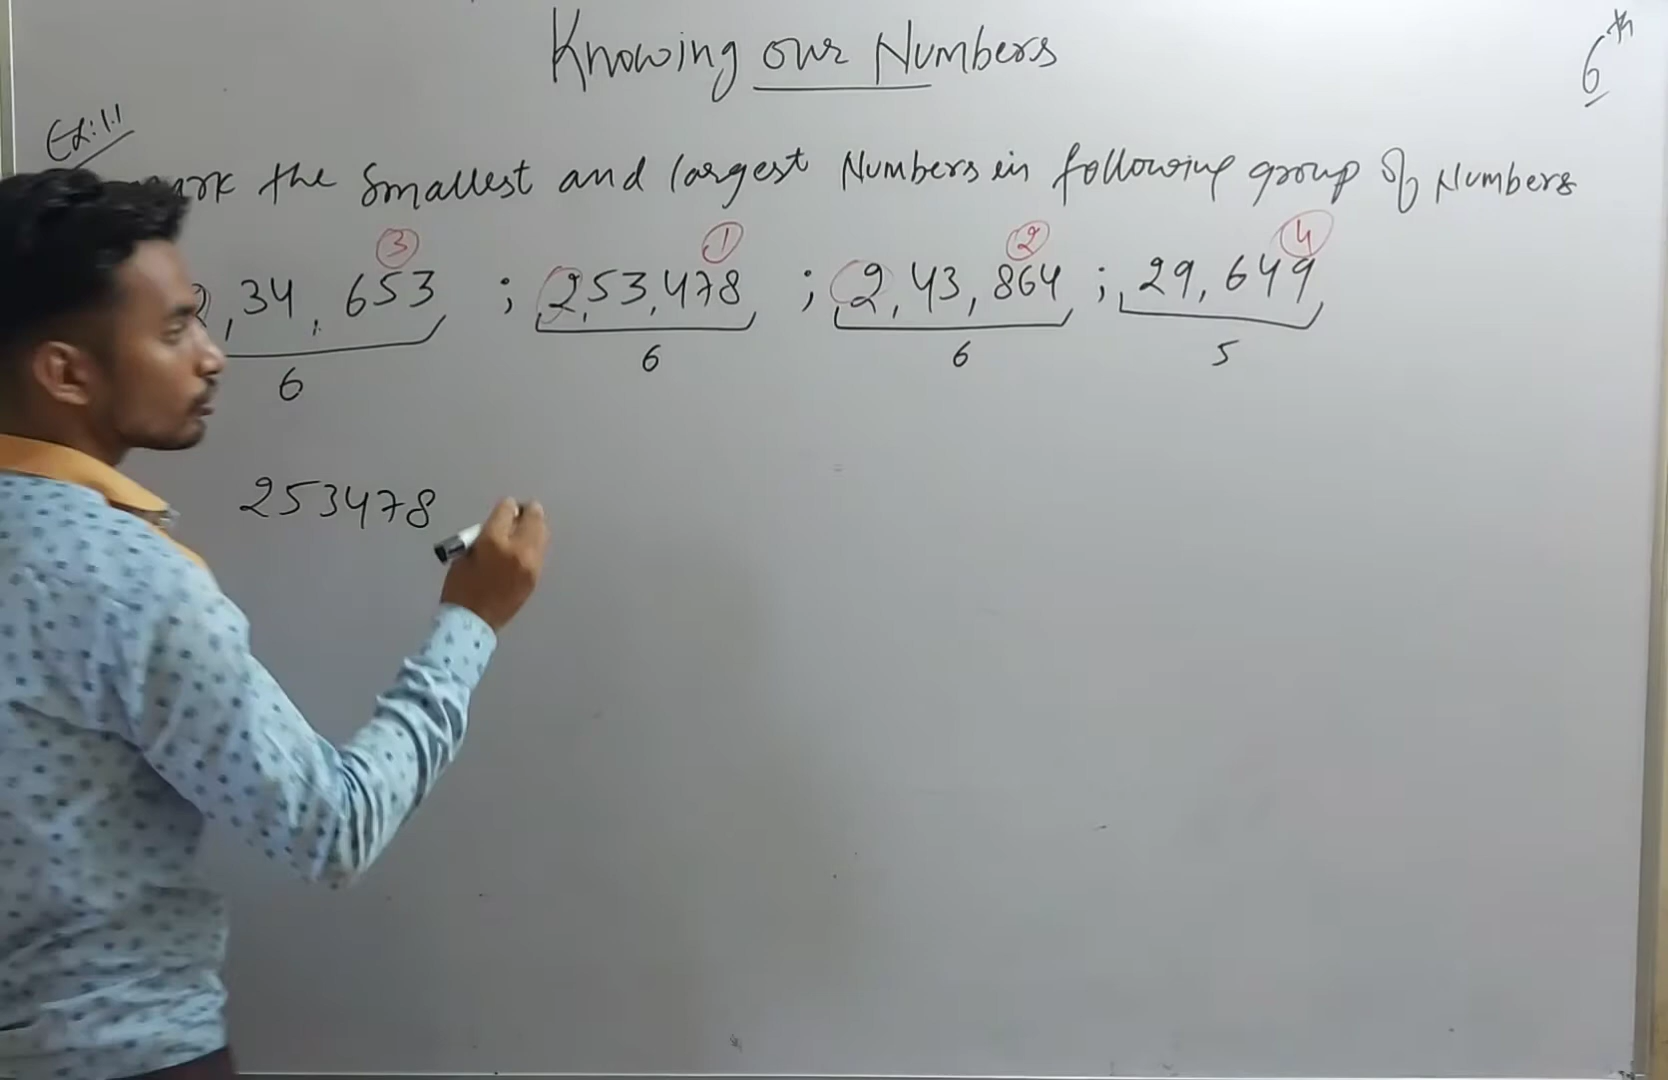 Knowing our Numbers
6th
Ex:1.1
the smallest and largest Numbers in following group of Numbers
3 1 2 4
2,34,653 ; 2,53,478 ; 2,43,864 ; 29,649
6 6 6 5
253478